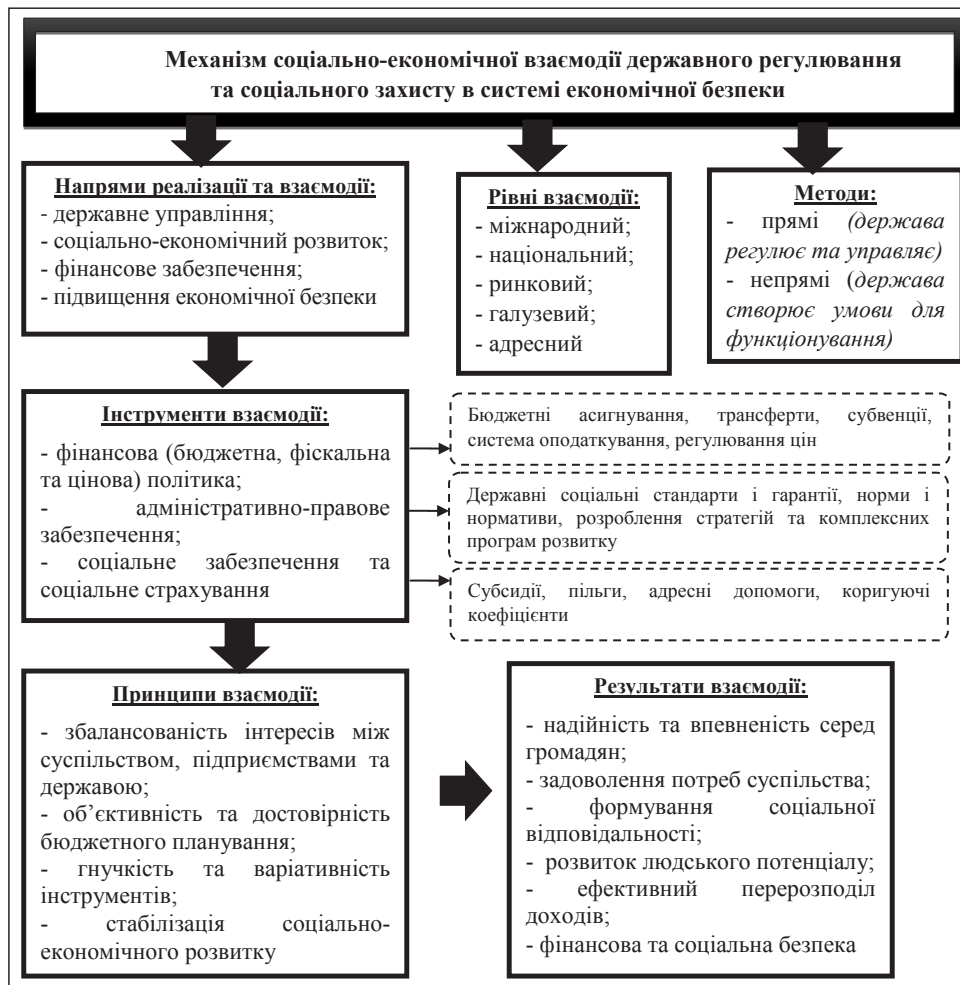 Механізм соціально-економічної взаємодії державного регулювання
та соціального захисту в системі економічної безпеки
Напрями реалізації та взаємодії:
- державне управління;
- соціально-економічний розвиток;
- фінансове забезпечення;
- підвищення економічної безпеки
Рівні взаємодії:
- міжнародний;
- національний;
- ринковий;
- галузевий;
- адресний
Методи:
- прямі (держава
регулює та управляє)
- непрямі (держава
створює умови для
функціонування)
Інструменти взаємодії:
- фінансова (бюджетна, фіскальна
та цінова) політика;
- адміністративно-правове
забезпечення;
- соціальне забезпечення та
соціальне страхування
Бюджетні асигнування, трансферти, субвенції,
система оподаткування, регулювання цін
Державні соціальні стандарти і гарантії, норми і
нормативи, розроблення стратегій та комплексних
програм розвитку
Субсидії, пільги, адресні допомоги, коригуючі
коефіцієнти
Принципи взаємодії:
- збалансованість інтересів між
суспільством, підприємствами та
державою;
- об’єктивність та достовірність
бюджетного планування;
- гнучкість та варіативність
інструментів;
- стабілізація соціально-
економічного розвитку
Результати взаємодії:
- надійність та впевненість серед
громадян;
- задоволення потреб суспільства;
- формування соціальної
відповідальності;
- розвиток людського потенціалу;
- ефективний перерозподіл
доходів;
- фінансова та соціальна безпека